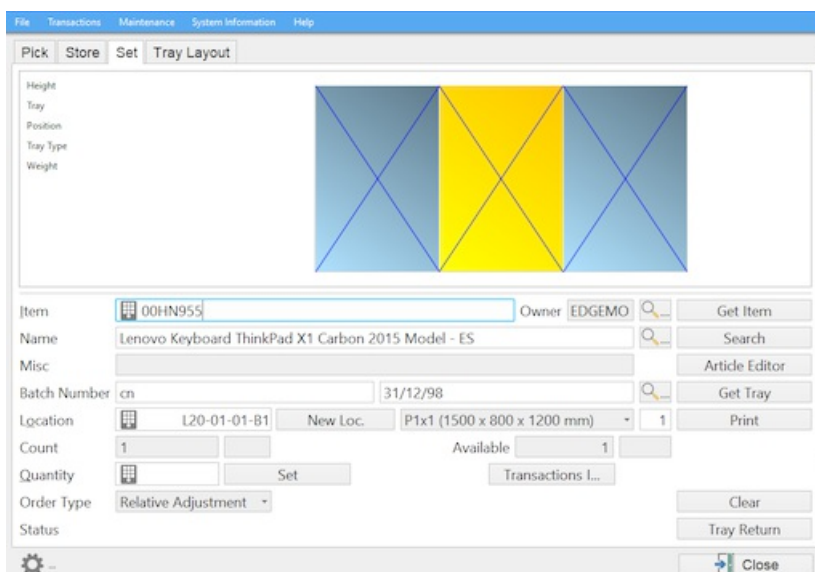 File Transactions Maintenance System Information Help
Pick Store Set Tray Layout
Height
Tray
Position
Tray Type
Weight
Item 00HN955 Owner EDGEMO ... Get Item
Name Lenovo Keyboard ThinkPad X1 Carbon 2015 Model - ES ... Search
Misc Article Editor
Batch Number cn 31/12/98 ... Get Tray
Location L20-01-01-B1 New Loc. P1x1 (1500 x 800 x 1200 mm) 1 Print
Count 1 Available 1
Quantity Set Transactions I...
Order Type Relative Adjustment Clear
Status Tray Return
... Close